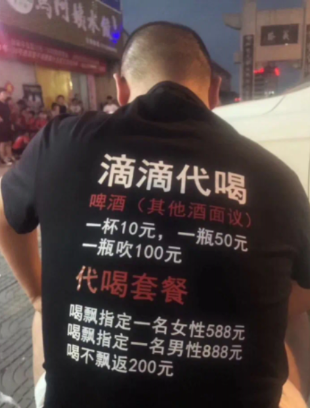 滴滴代喝
啤酒（其他酒面议）
一杯10元，一瓶50元
一瓶吹100元
代喝套餐
喝飘指定一名女性588元
喝飘指定一名男性888元
喝不飘返200元